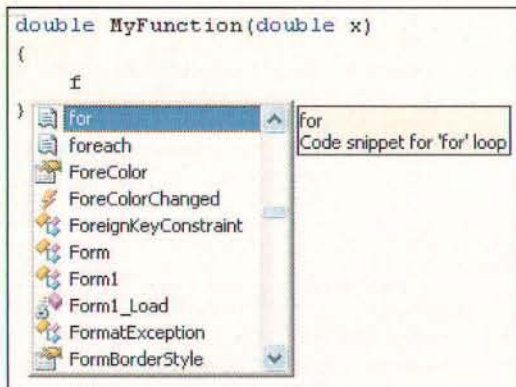 double MyFunction(double x)
{
f
}
for
foreach
ForeColor
ForeColorChanged
ForeignKeyConstraint
Form
Form1
Form1_Load
FormatException
FormBorderStyle
for
Code snippet for 'for' loop